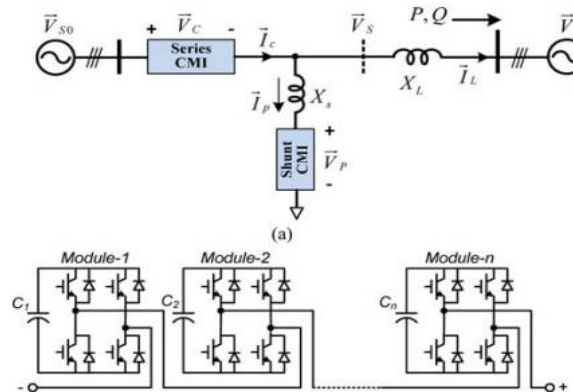 V_S0
V_C
V_S
P, Q
V
+ Series CMI -
I_c
I_p
X_s
X_L
I_L
+
Shunt CMI
V_P
-
(a)
Module-1
Module-2
Module-n
C_1
C_2
C_n
-
+